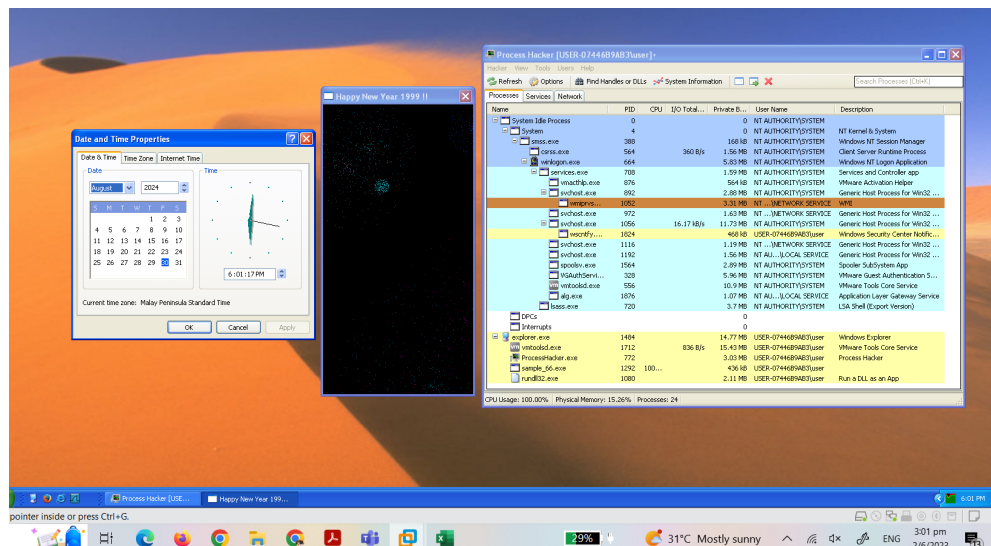 Process Hacker [USER-07446B9AB3\user]+
Hacker View Tools Users Help
Refresh Options Find Handles or DLLs System Information Search Processes (Ctrl+K)
Processes Services Network
Name PID CPU I/O Total... Private B... User Name Description
System Idle Process 0 0 NT AUTHORITY\SYSTEM
System 4 0 NT AUTHORITY\SYSTEM NT Kernel & System
smss.exe 388 168 kB NT AUTHORITY\SYSTEM Windows NT Session Manager
csrss.exe 564 360 B/s 1.56 MB NT AUTHORITY\SYSTEM Client Server Runtime Process
winlogon.exe 664 5.83 MB NT AUTHORITY\SYSTEM Windows NT Logon Application
services.exe 708 1.59 MB NT AUTHORITY\SYSTEM Services and Controller app
vmacthlp.exe 876 564 kB NT AUTHORITY\SYSTEM VMware Activation Helper
svchost.exe 892 2.88 MB NT AUTHORITY\SYSTEM Generic Host Process for Win32 ...
wmiprvs... 1052 3.31 MB NT ...\NETWORK SERVICE WMI
svchost.exe 972 1.63 MB NT ...\NETWORK SERVICE Generic Host Process for Win32 ...
svchost.exe 1056 16.17 kB/s 11.73 MB NT AUTHORITY\SYSTEM Generic Host Process for Win32 ...
wscntfy.... 1824 468 kB USER-07446B9AB3\user Windows Security Center Notific...
svchost.exe 1116 1.19 MB NT ...\NETWORK SERVICE Generic Host Process for Win32 ...
svchost.exe 1192 1.56 MB NT AU...\LOCAL SERVICE Generic Host Process for Win32 ...
spoolsv.exe 1564 2.89 MB NT AUTHORITY\SYSTEM Spooler SubSystem App
VGAuthServi... 328 5.96 MB NT AUTHORITY\SYSTEM VMware Guest Authentication S...
vmtoolsd.exe 556 10.9 MB NT AUTHORITY\SYSTEM VMware Tools Core Service
alg.exe 1876 1.07 MB NT AU...\LOCAL SERVICE Application Layer Gateway Service
lsass.exe 720 3.7 MB NT AUTHORITY\SYSTEM LSA Shell (Export Version)
DPCs 0
Interrupts 0
explorer.exe 1484 14.77 MB USER-07446B9AB3\user Windows Explorer
vmtoolsd.exe 1712 836 B/s 15.43 MB USER-07446B9AB3\user VMware Tools Core Service
ProcessHacker.exe 772 3.03 MB USER-07446B9AB3\user Process Hacker
sample_66.exe 1292 100... 436 kB USER-07446B9AB3\user
rundll32.exe 1080 2.11 MB USER-07446B9AB3\user Run a DLL as an App
CPU Usage: 100.00% Physical Memory: 15.26% Processes: 24
Happy New Year 1999 !!
Date and Time Properties
Date & Time Time Zone Internet Time
Date Time
August 2024
S M T W T F S
1 2 3
4 5 6 7 8 9 10
11 12 13 14 15 16 17
18 19 20 21 22 23 24
25 26 27 28 29 30 31
6:01:17 PM
Current time zone: Malay Peninsula Standard Time
OK Cancel Apply
Process Hacker [USE... Happy New Year 199... 6:01 PM
pointer inside or press Ctrl+G.
29% 31°C Mostly sunny ENG 3:01 pm
2/6/2023 13